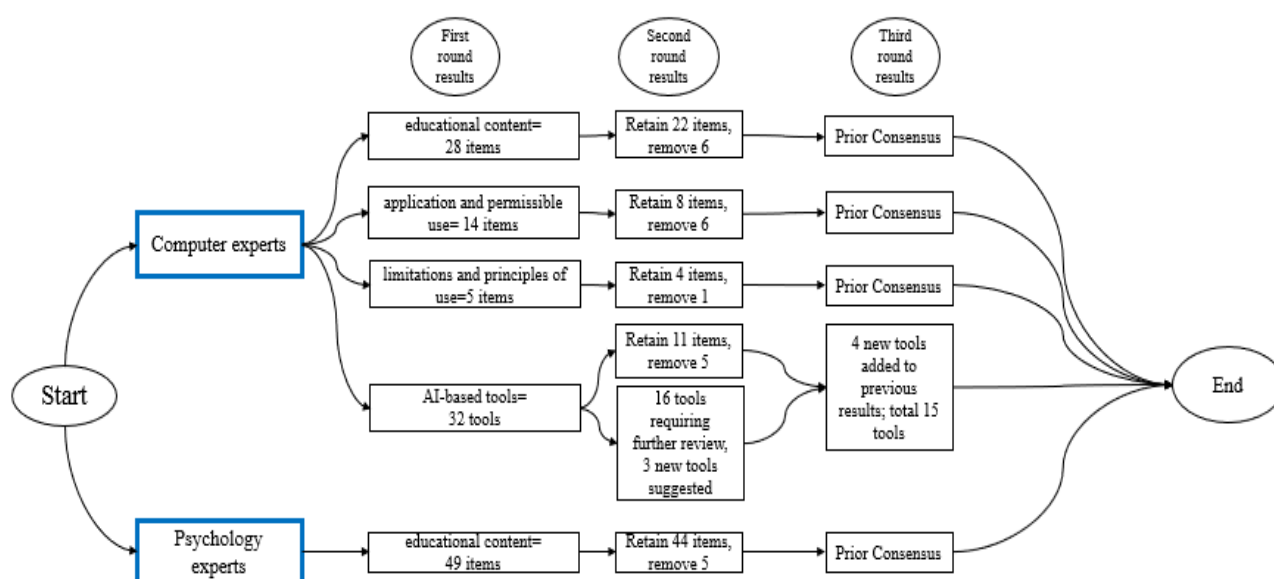 First
round
results
Second
round
results
Third
round
results
educational content=
28 items
Retain 22 items,
remove 6
Prior Consensus
application and permissible
use= 14 items
Retain 8 items,
remove 6
Prior Consensus
Computer experts
limitations and principles of
use=5 items
Retain 4 items,
remove 1
Prior Consensus
Retain 11 items,
remove 5
4 new tools
added to
previous
results; total 15
tools
AI-based tools=
32 tools
16 tools
requiring
further review,
3 new tools
suggested
Start
End
Psychology
experts
educational content=
49 items
Retain 44 items,
remove 5
Prior Consensus